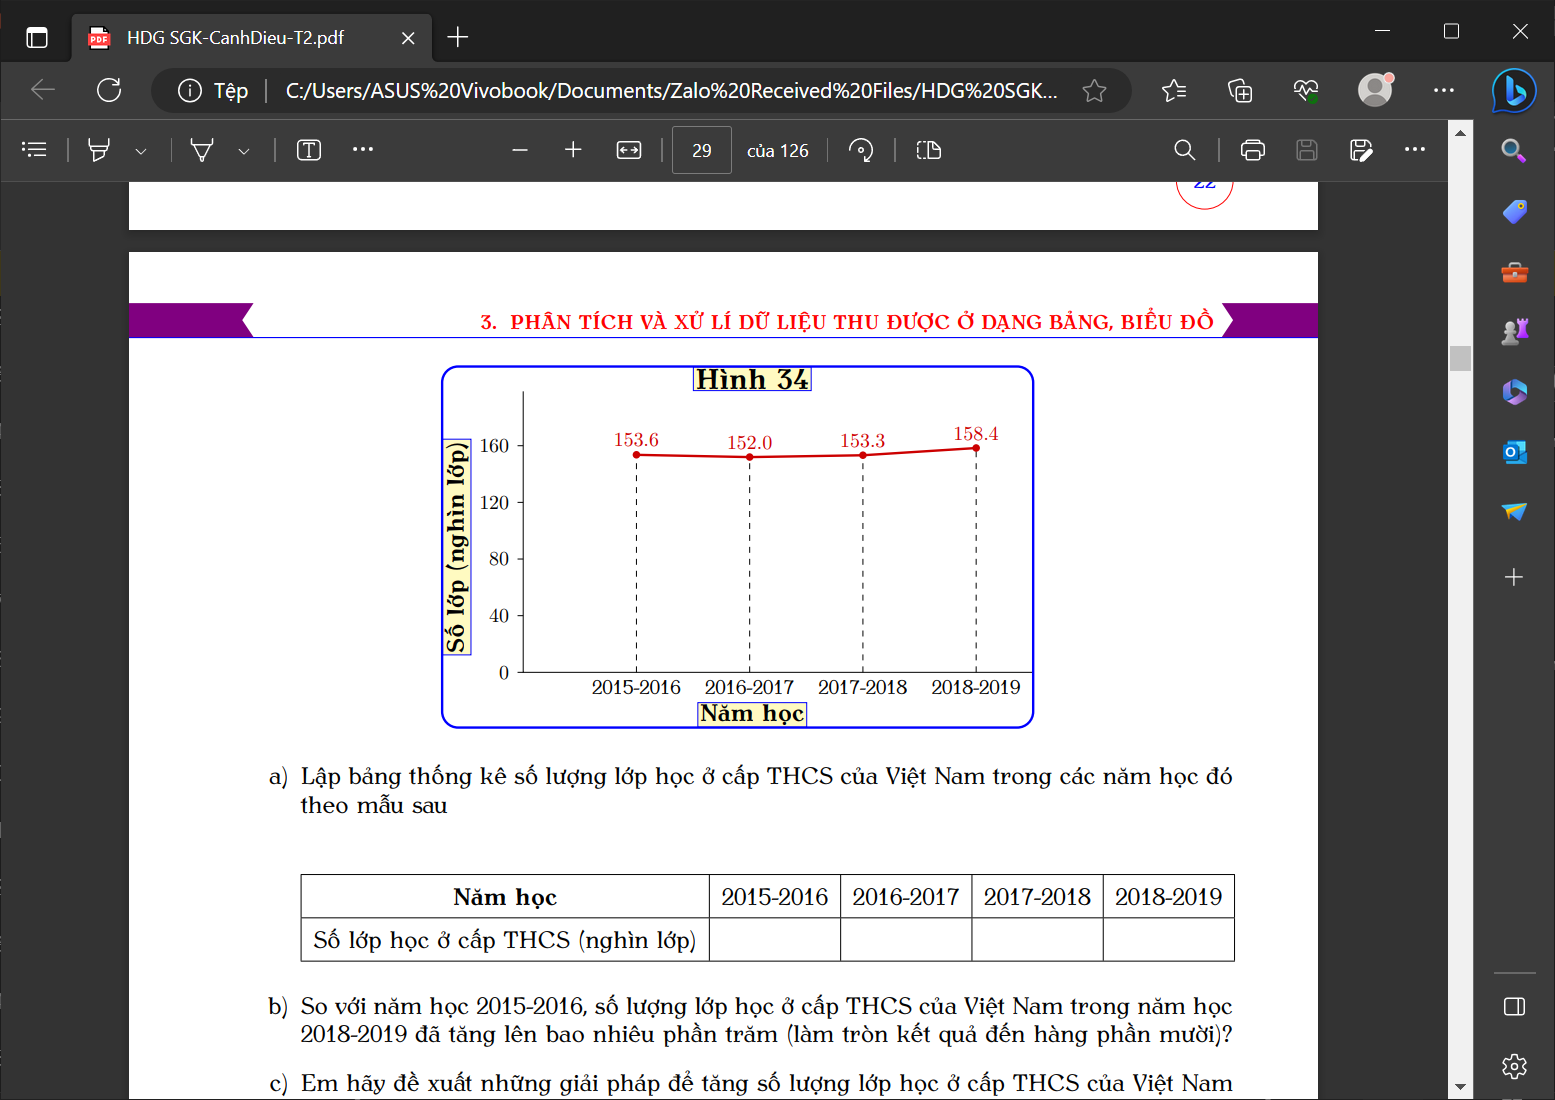 HDG SGK-CanhDieu-T2.pdf
Tệp
C:/Users/ASUS%20Vivobook/Documents/Zalo%20Received%20Files/HDG%20SGK...
29
của 126
22
3. PHÂN TÍCH VÀ XỬ LÍ DỮ LIỆU THU ĐƯỢC Ở DẠNG BẢNG, BIỂU ĐỒ
Hình 34
Số lớp (nghìn lớp)
160
120
80
40
0
153.6
152.0
153.3
158.4
2015-2016 2016-2017 2017-2018 2018-2019
Năm học
a) Lập bảng thống kê số lượng lớp học ở cấp THCS của Việt Nam trong các năm học đó
theo mẫu sau
Năm học 2015-2016 2016-2017 2017-2018 2018-2019
Số lớp học ở cấp THCS (nghìn lớp)
b) So với năm học 2015-2016, số lượng lớp học ở cấp THCS của Việt Nam trong năm học
2018-2019 đã tăng lên bao nhiêu phần trăm (làm tròn kết quả đến hàng phần mười)?
c) Em hãy đề xuất những giải pháp để tăng số lượng lớp học ở cấp THCS của Việt Nam